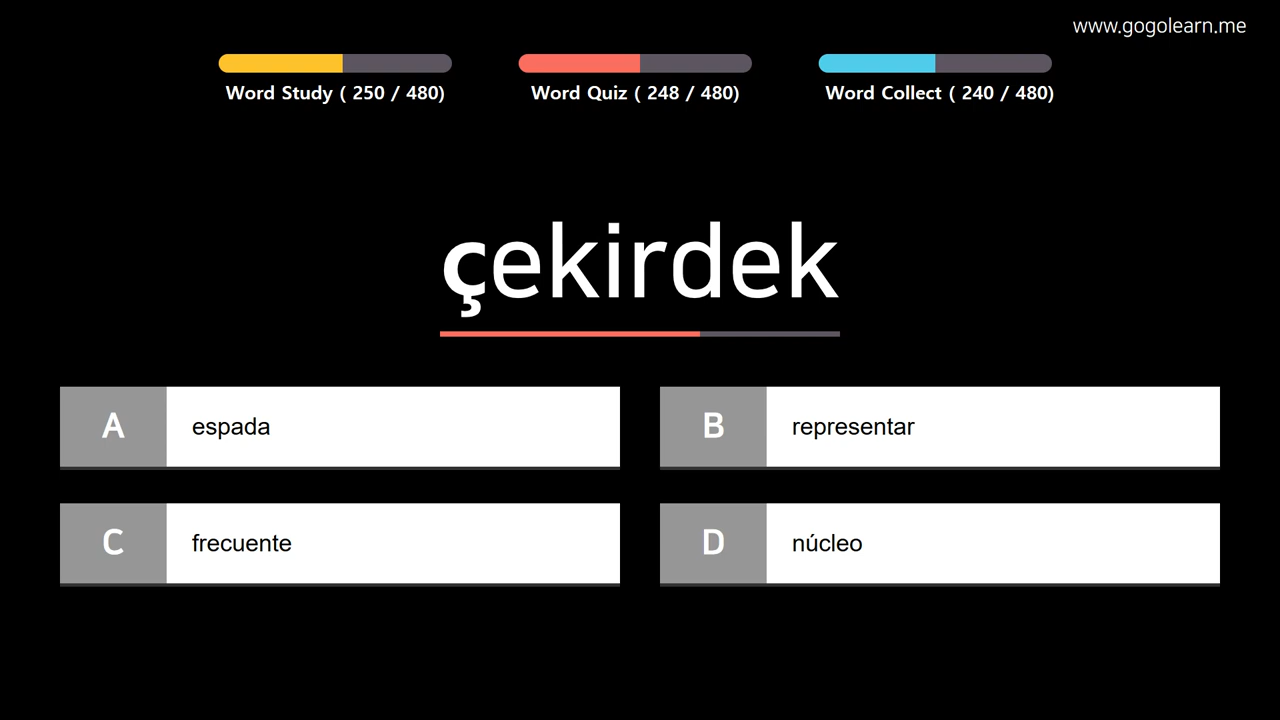 www.gogolearn.me
Word Study ( 250 / 480)
Word Quiz ( 248 / 480)
Word Collect ( 240 / 480)
çekirdek
A espada
B representar
C frecuente
D núcleo